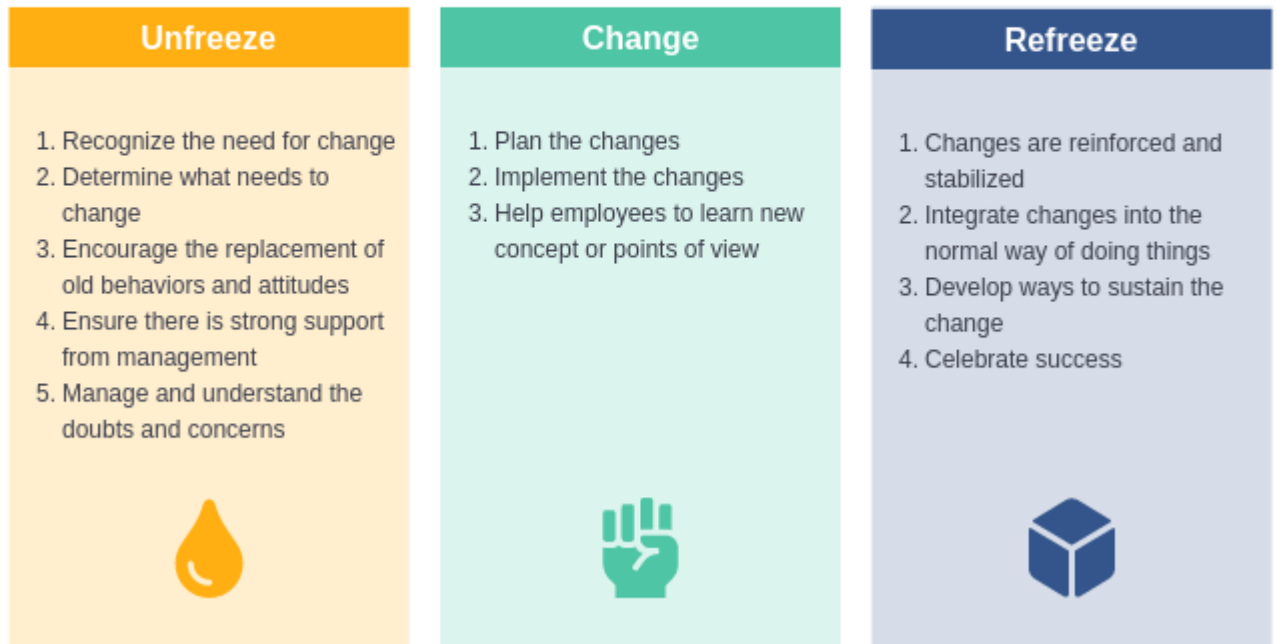 Unfreeze
1. Recognize the need for change
2. Determine what needs to
change
3. Encourage the replacement of
old behaviors and attitudes
4. Ensure there is strong support
from management
5. Manage and understand the
doubts and concerns
Change
1. Plan the changes
2. Implement the changes
3. Help employees to learn new
concept or points of view
Refreeze
1. Changes are reinforced and
stabilized
2. Integrate changes into the
normal way of doing things
3. Develop ways to sustain the
change
4. Celebrate success